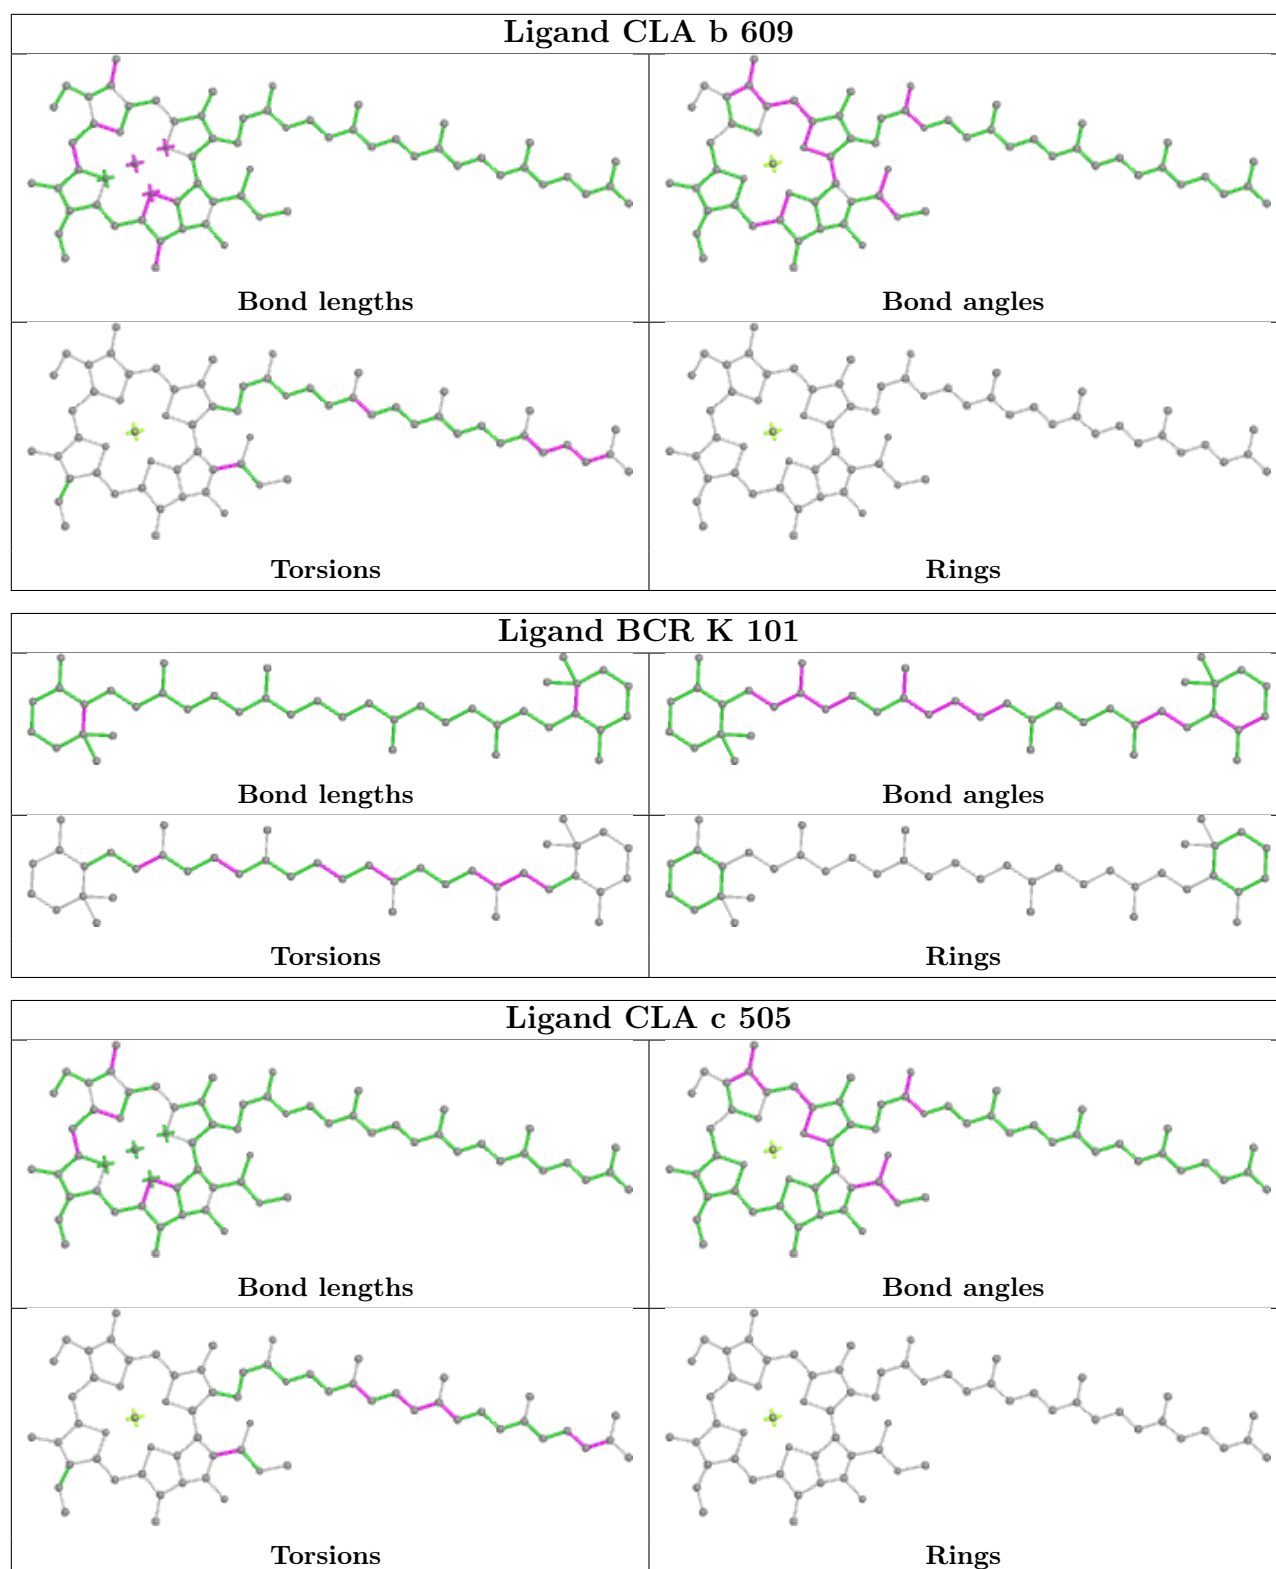 Ligand CLA b 609
Bond lengths
Bond angles
Torsions
Rings
Ligand BCR K 101
Bond lengths
Bond angles
Torsions
Rings
Ligand CLA c 505
Bond lengths
Bond angles
Torsions
Rings